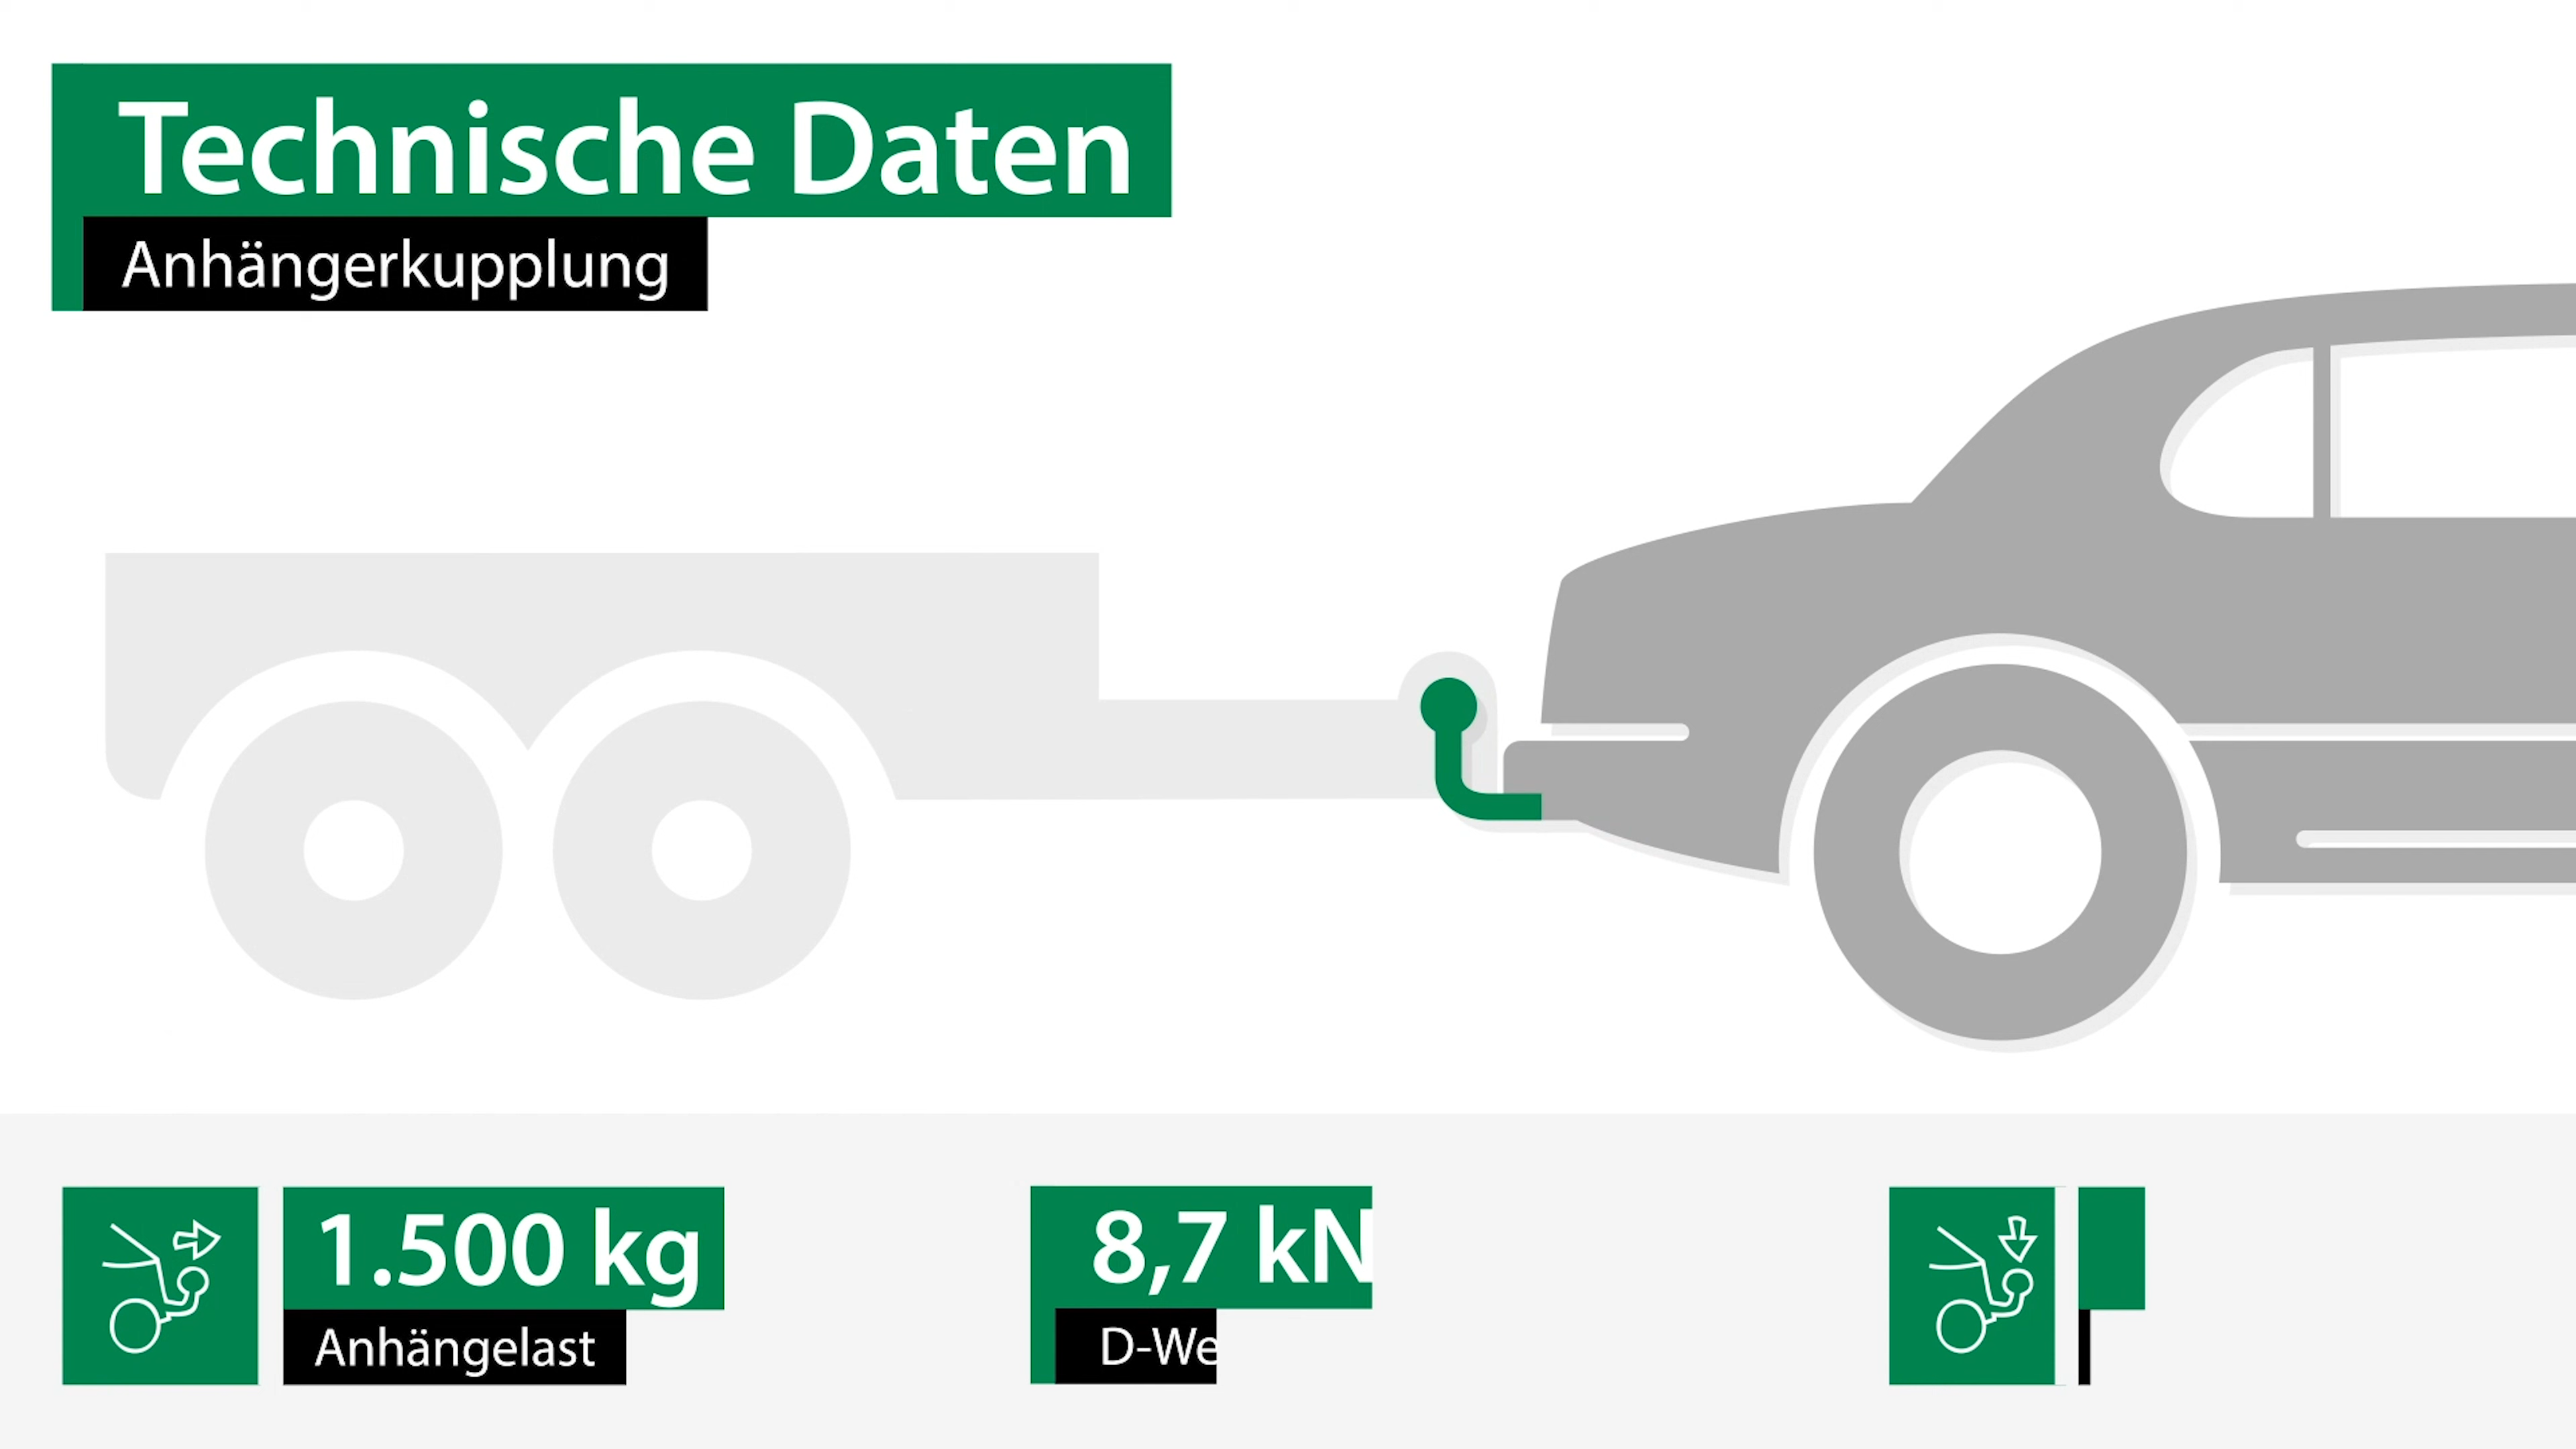 Technische Daten
Anhängerkupplung
1.500 kg
Anhängelast
8,7 kN
D-We